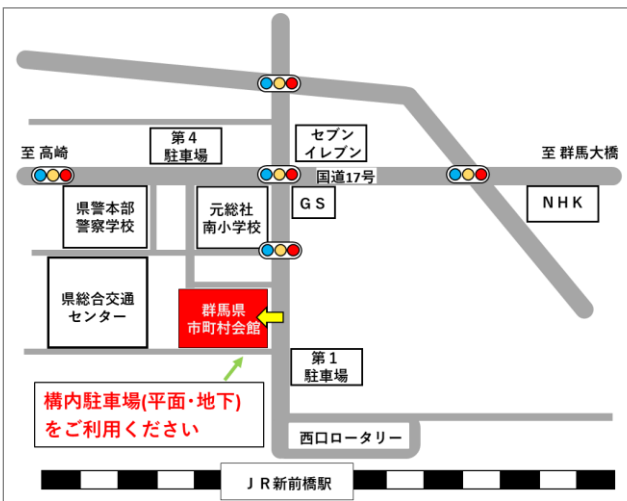 第４
駐車場
セブン
イレブン
至 高崎
至 群馬大橋
国道17号
県警本部
警察学校
元総社
南小学校
ＧＳ
ＮＨＫ
県総合交通
センター
群馬県
市町村会館
第１
駐車場
構内駐車場(平面･地下)
をご利用ください
西口ロータリー
ＪＲ新前橋駅